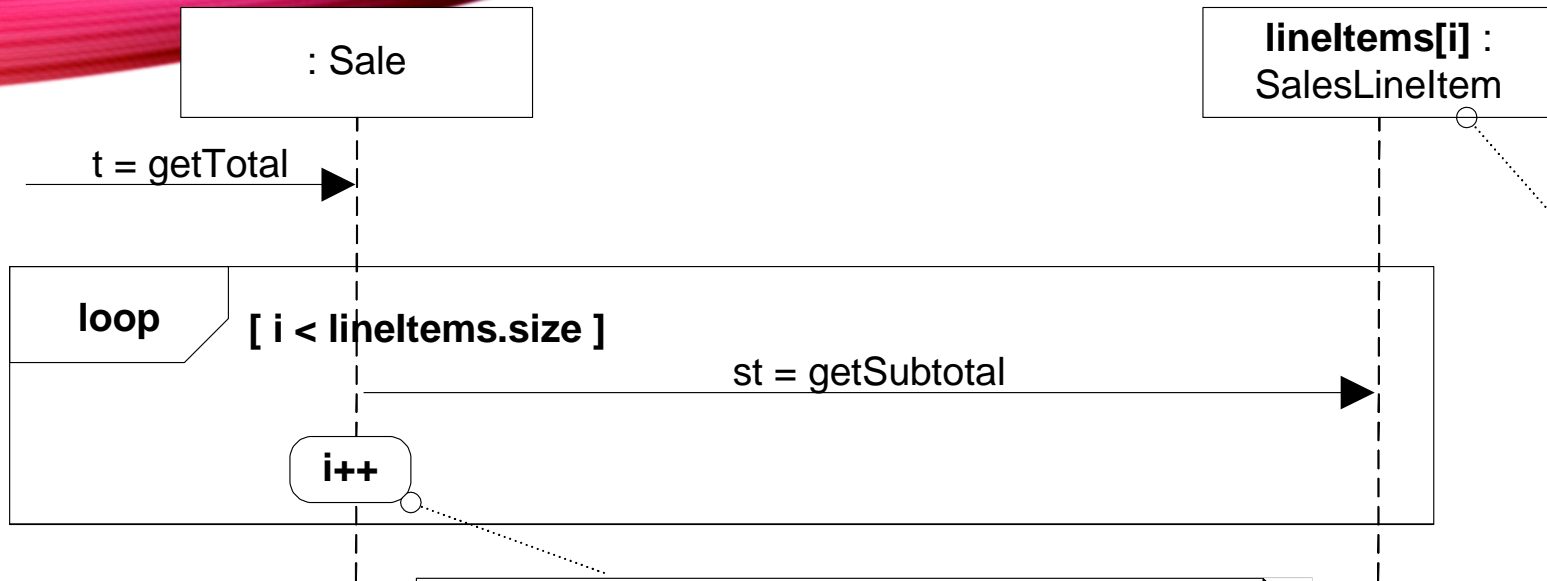 : Sale
lineItems[i] :
SalesLineItem
t = getTotal
loop
[ i < lineItems.size ]
st = getSubtotal
i++